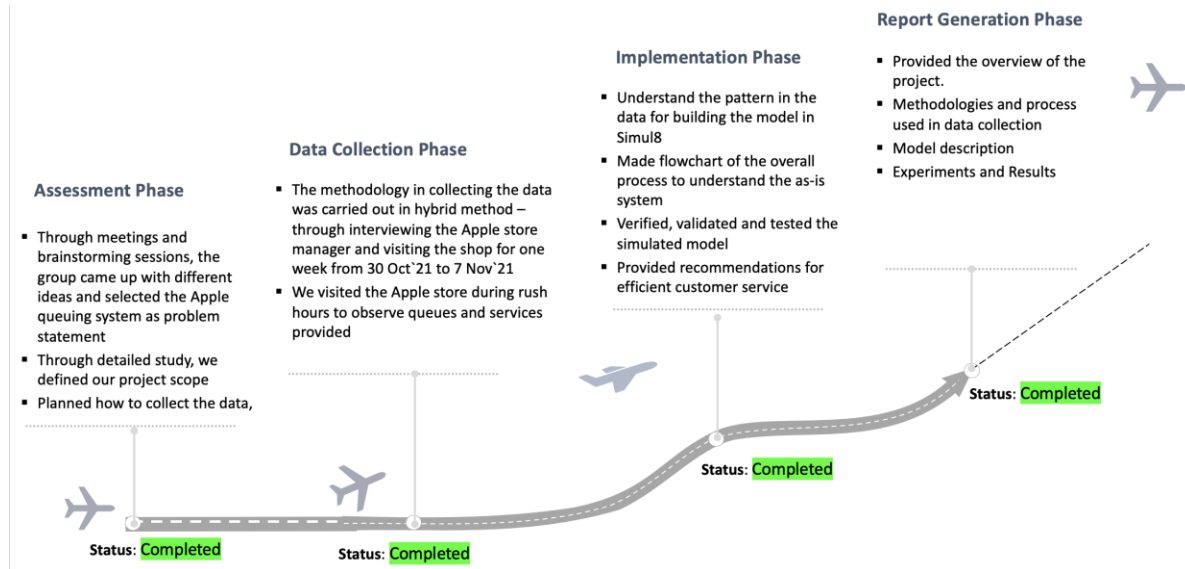 Assessment Phase
▪ Through meetings and
brainstorming sessions, the
group came up with different
ideas and selected the Apple
queuing system as problem
statement
▪ Through detailed study, we
defined our project scope
▪ Planned how to collect the data,
Status: Completed
Data Collection Phase
▪ The methodology in collecting the data
was carried out in hybrid method –
through interviewing the Apple store
manager and visiting the shop for one
week from 30 Oct`21 to 7 Nov`21
▪ We visited the Apple store during rush
hours to observe queues and services
provided
Status: Completed
Implementation Phase
▪ Understand the pattern in the
data for building the model in
Simul8
▪ Made flowchart of the overall
process to understand the as-is
system
▪ Verified, validated and tested the
simulated model
▪ Provided recommendations for
efficient customer service
Status: Completed
Report Generation Phase
▪ Provided the overview of the
project.
▪ Methodologies and process
used in data collection
▪ Model description
▪ Experiments and Results
Status: Completed